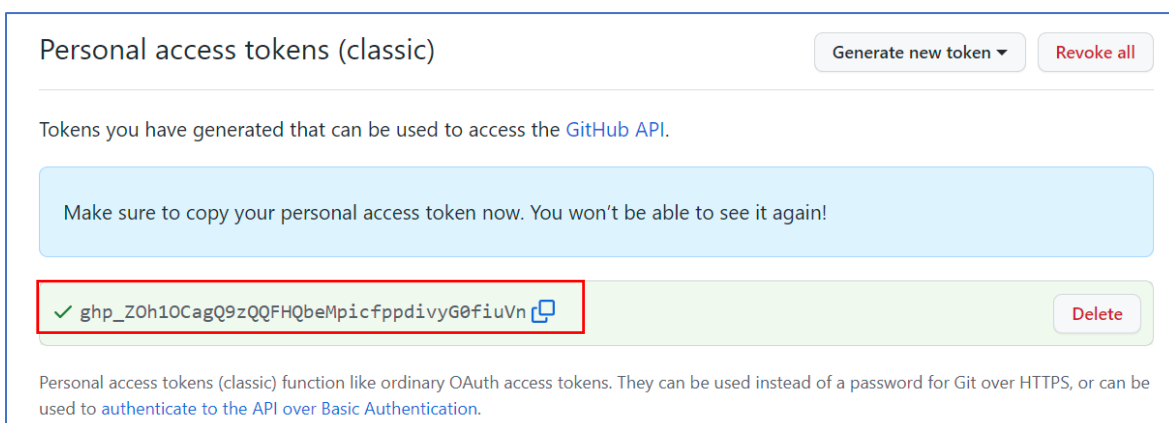 Personal access tokens (classic)
Generate new token
Revoke all
Tokens you have generated that can be used to access the GitHub API.
Make sure to copy your personal access token now. You won't be able to see it again!
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
Delete
Personal access tokens (classic) function like ordinary OAuth access tokens. They can be used instead of a password for Git over HTTPS, or can be
used to authenticate to the API over Basic Authentication.